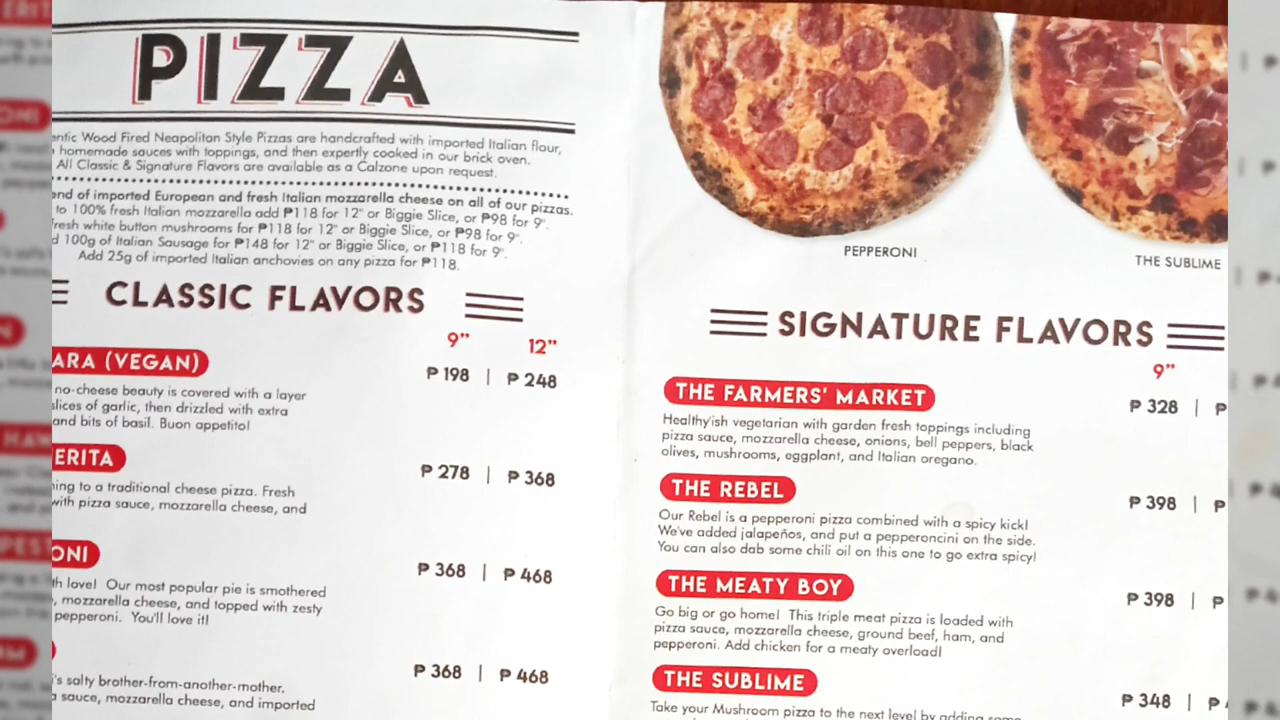 PIZZA
entic Wood Fired Neapolitan Style Pizzas are handcrafted with imported Italian flour,
homemade sauces with toppings, and then expertly cooked in our brick oven.
All Classic & Signature Flavors are available as a Calzone upon request.
end of imported European and fresh Italian mozzarella cheese on all of our pizzas.
to 100% fresh Italian mozzarella add ₱118 for 12" or Biggie Slice, or ₱98 for 9".
resh white button mushrooms for ₱118 for 12" or Biggie Slice, or ₱98 for 9".
d 100g of Italian Sausage for ₱148 for 12" or Biggie Slice, or ₱118 for 9".
Add 25g of imported Italian anchovies on any pizza for ₱118.
CLASSIC FLAVORS
9" 12"
ARA (VEGAN) ₱ 198 | ₱ 248
no-cheese beauty is covered with a layer
slices of garlic, then drizzled with extra
and bits of basil. Buon appetito!
ERITA ₱ 278 | ₱ 368
ning to a traditional cheese pizza. Fresh
with pizza sauce, mozzarella cheese, and
ONI ₱ 368 | ₱ 468
th love! Our most popular pie is smothered
, mozzarella cheese, and topped with zesty
pepperoni. You'll love it!
₱ 368 | ₱ 468
's salty brother-from-another-mother.
a sauce, mozzarella cheese, and imported
PEPPERONI
THE SUBLIME
SIGNATURE FLAVORS
9"
THE FARMERS' MARKET ₱ 328 | ₱
Healthy'ish vegetarian with garden fresh toppings including
pizza sauce, mozzarella cheese, onions, bell peppers, black
olives, mushrooms, eggplant, and Italian oregano.
THE REBEL ₱ 398 | ₱
Our Rebel is a pepperoni pizza combined with a spicy kick!
We've added jalapeños, and put a pepperoncini on the side.
You can also dab some chili oil on this one to go extra spicy!
THE MEATY BOY ₱ 398 | ₱
Go big or go home! This triple meat pizza is loaded with
pizza sauce, mozzarella cheese, ground beef, ham, and
pepperoni. Add chicken for a meaty overload!
THE SUBLIME ₱ 348 | ₱
Take your Mushroom pizza to the next level by adding some